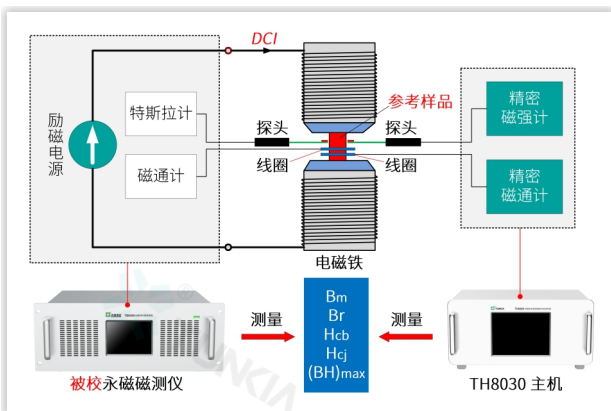 DCI
励磁电源
特斯拉计
磁通计
探头
线圈
参考样品
探头
线圈
精密
磁强计
精密
磁通计
电磁铁
测量
Bm
Br
Hcb
Hcj
(BH)max
测量
被校永磁磁测仪
TH8030 主机